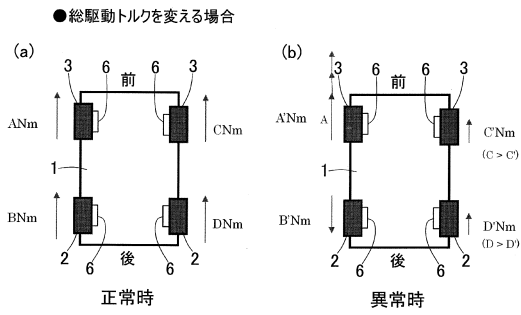 ●総駆動トルクを変える場合
(a)
3 6 前 6 3
ANm CNm
1
BNm DNm
2 6 後 6 2
正常時
(b)
3 6 前 6 3
A'Nm A C'Nm
(C > C')
1
B'Nm D'Nm
(D > D')
2 6 後 6 2
異常時